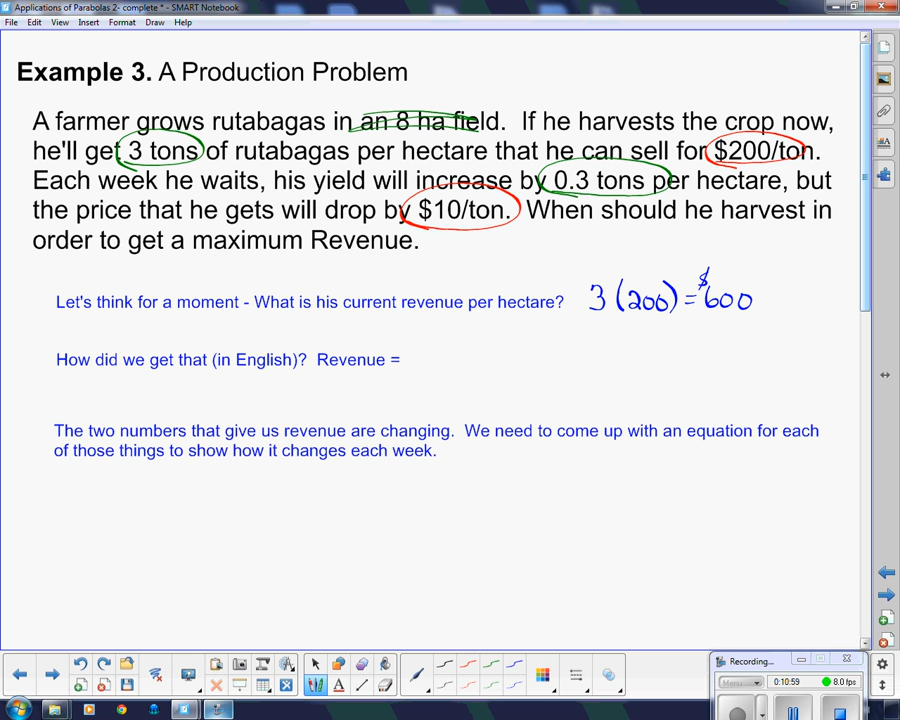 Applications of Parabolas 2- complete * - SMART Notebook
File Edit View Insert Format Draw Help
Example 3. A Production Problem
A farmer grows rutabagas in an 8 ha field. If he harvests the crop now,
he'll get 3 tons of rutabagas per hectare that he can sell for $200/ton.
Each week he waits, his yield will increase by 0.3 tons per hectare, but
the price that he gets will drop by $10/ton. When should he harvest in
order to get a maximum Revenue.
Let's think for a moment - What is his current revenue per hectare? 3 (200) = $600
How did we get that (in English)? Revenue =
The two numbers that give us revenue are changing. We need to come up with an equation for each
of those things to show how it changes each week.
Recording...
Menu
0:10:59 8.0 fps